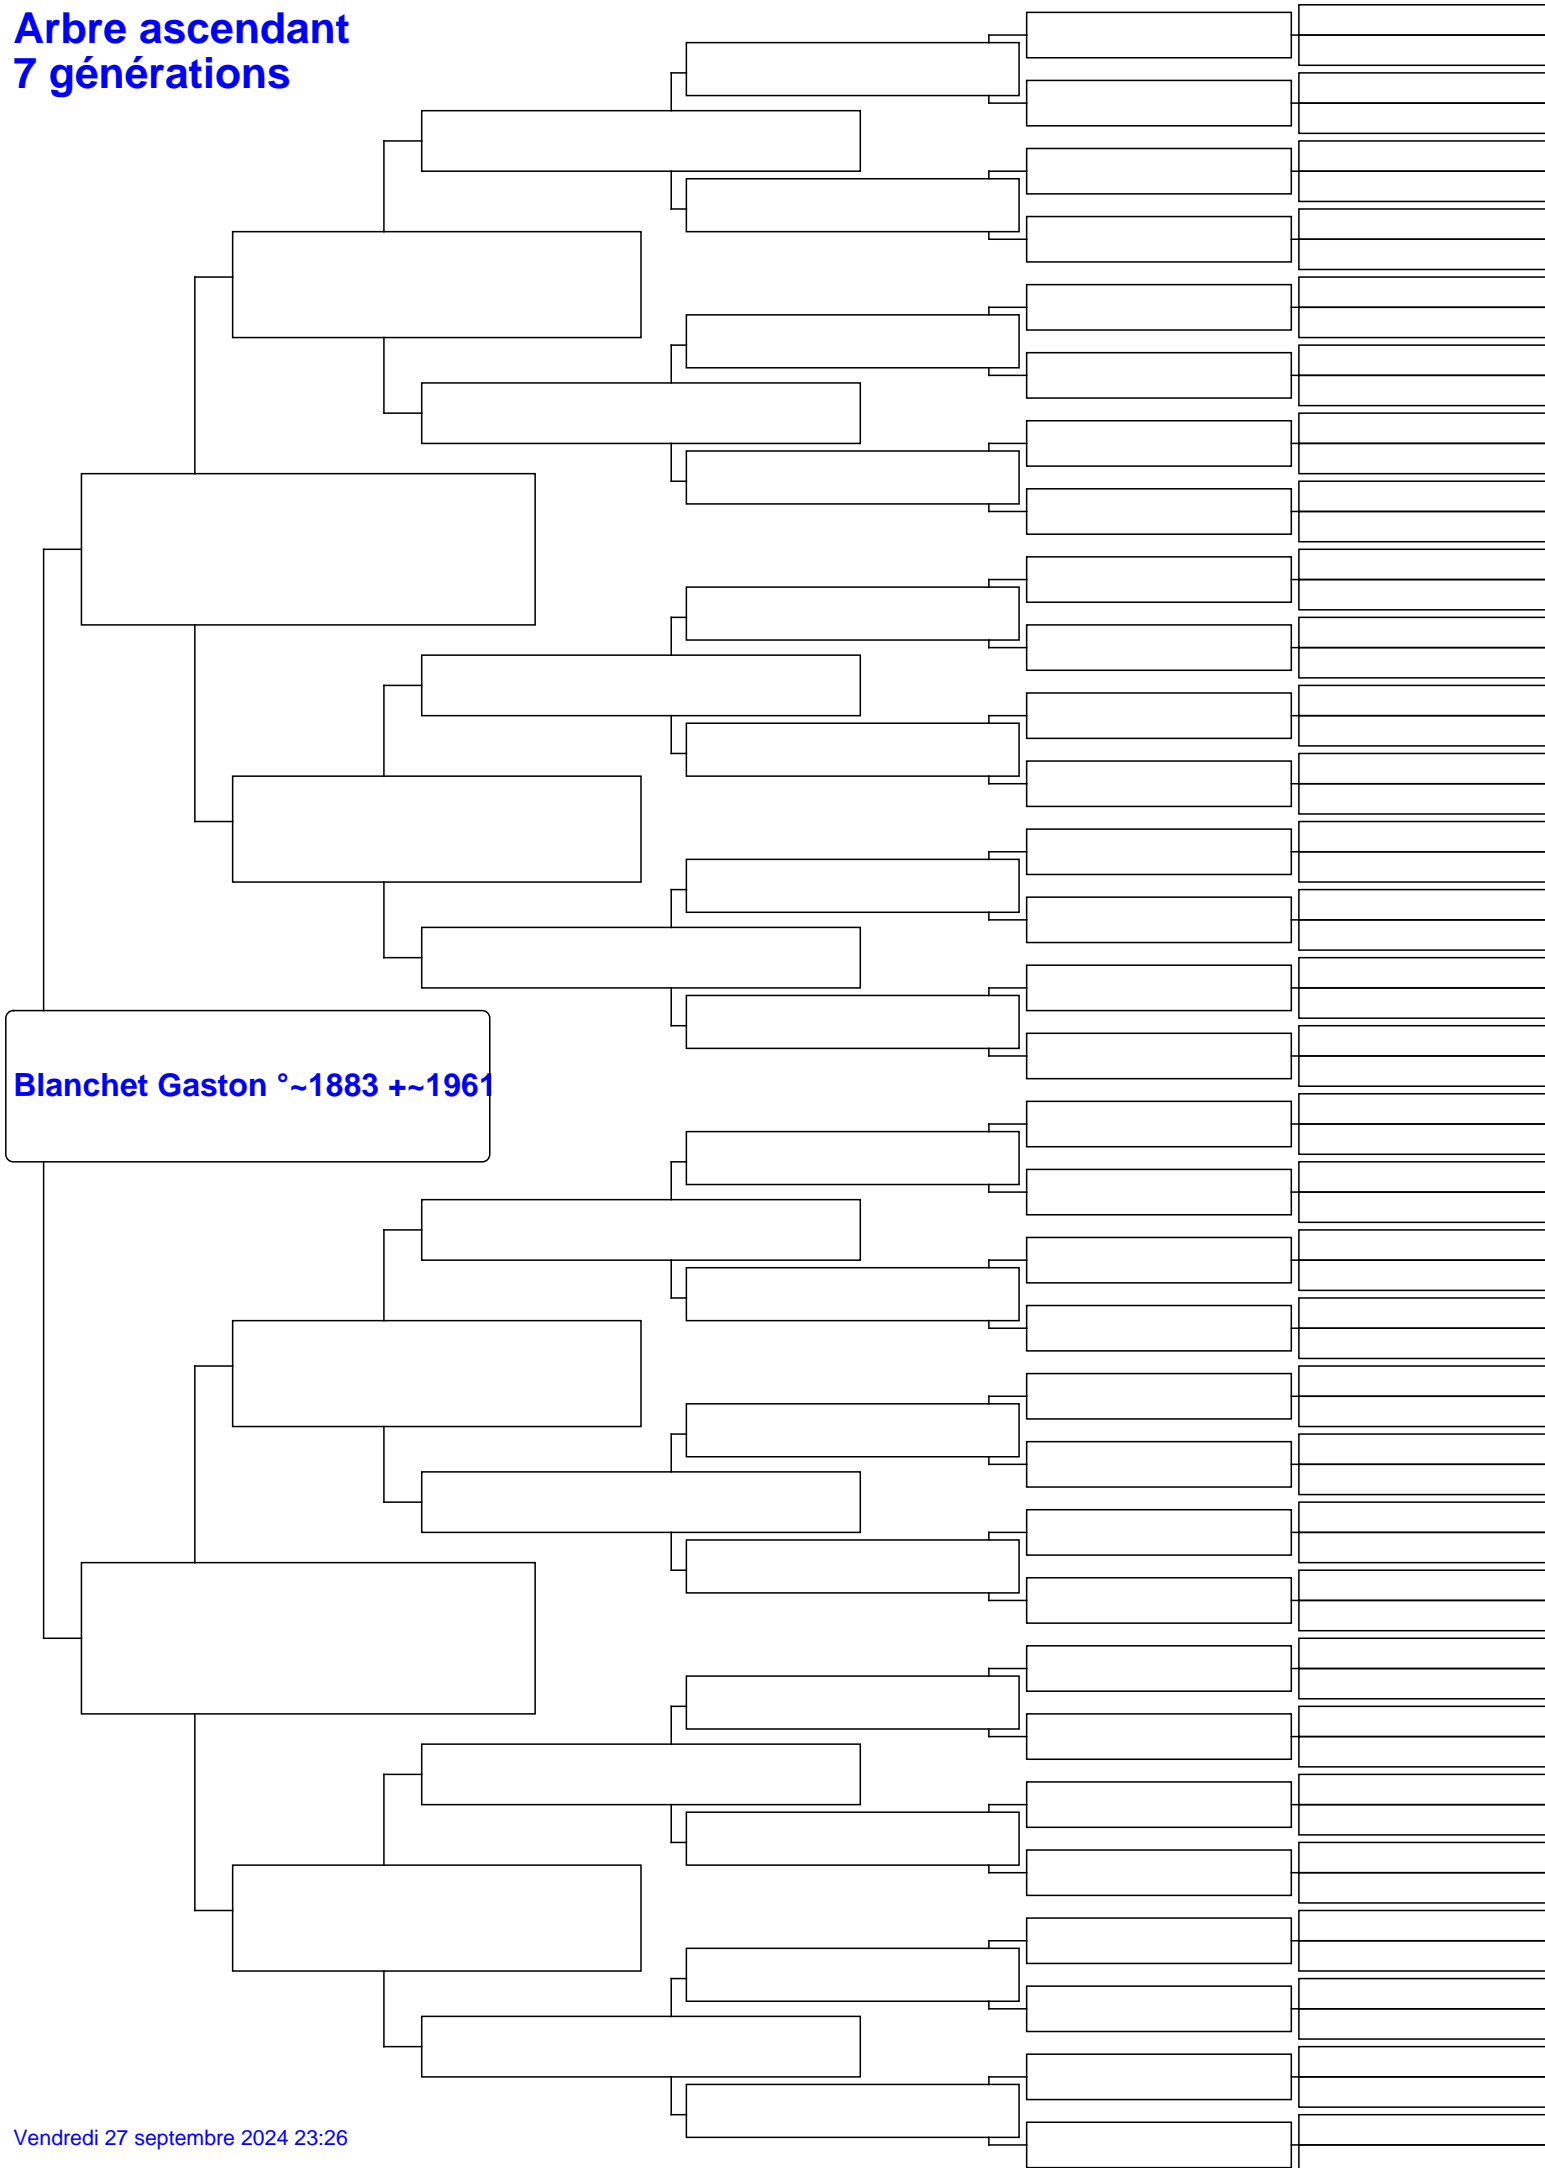 Arbre ascendant
7 générations
Blanchet Gaston °~1883 +~1961
Vendredi 27 septembre 2024 23:26